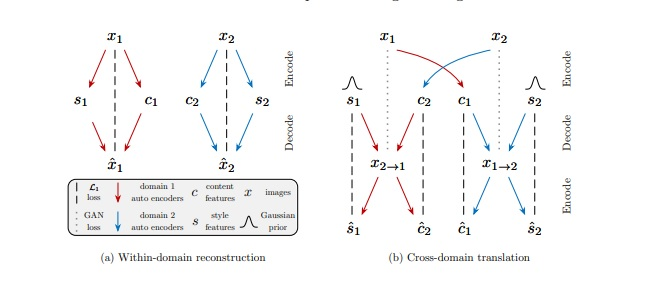 x₁ x₂
s₁ c₁ c₂ s₂
x̂₁ x̂₂
Encode
Decode
L₁ loss
domain 1 auto encoders
c content features
x images
GAN loss
domain 2 auto encoders
s style features
Gaussian prior
(a) Within-domain reconstruction
x₁ x₂
s₁ c₂ c₁ s₂
x₂→₁ x₁→₂
ŝ₁ ĉ₂ ĉ₁ ŝ₂
Encode
Decode
Encode
(b) Cross-domain translation